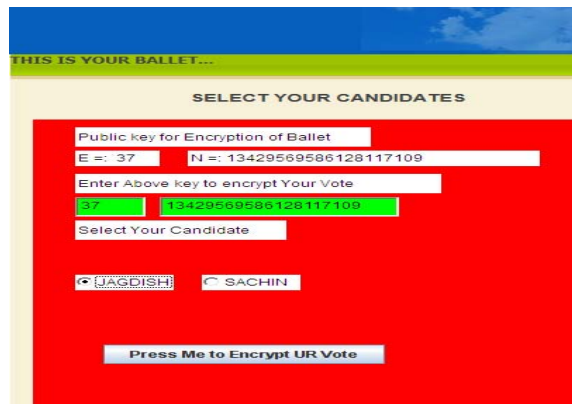 THIS IS YOUR BALLET...
SELECT YOUR CANDIDATES
Public key for Encryption of Ballet
E =: 37 N =: 13429569586128117109
Enter Above key to encrypt Your Vote
37 13429569586128117109
Select Your Candidate
JAGDISH SACHIN
Press Me to Encrypt UR Vote